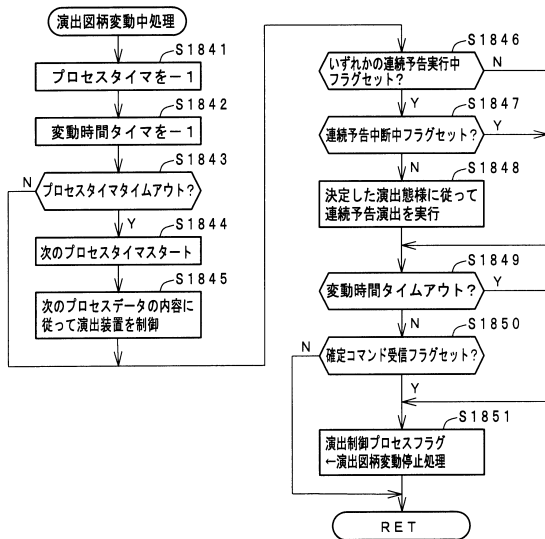 演出図柄変動中処理
S1841
プロセスタイマを－1
S1842
変動時間タイマを－1
S1843
N
プロセスタイマタイムアウト？
Y
S1844
次のプロセスタイマスタート
S1845
次のプロセスデータの内容に
従って演出装置を制御
S1846
いずれかの連続予告実行中
フラグセット？
N
Y
S1847
連続予告中断中フラグセット？
Y
N
S1848
決定した演出態様に従って
連続予告演出を実行
S1849
変動時間タイムアウト？
Y
N
S1850
N
確定コマンド受信フラグセット？
Y
S1851
演出制御プロセスフラグ
←演出図柄変動停止処理
RET